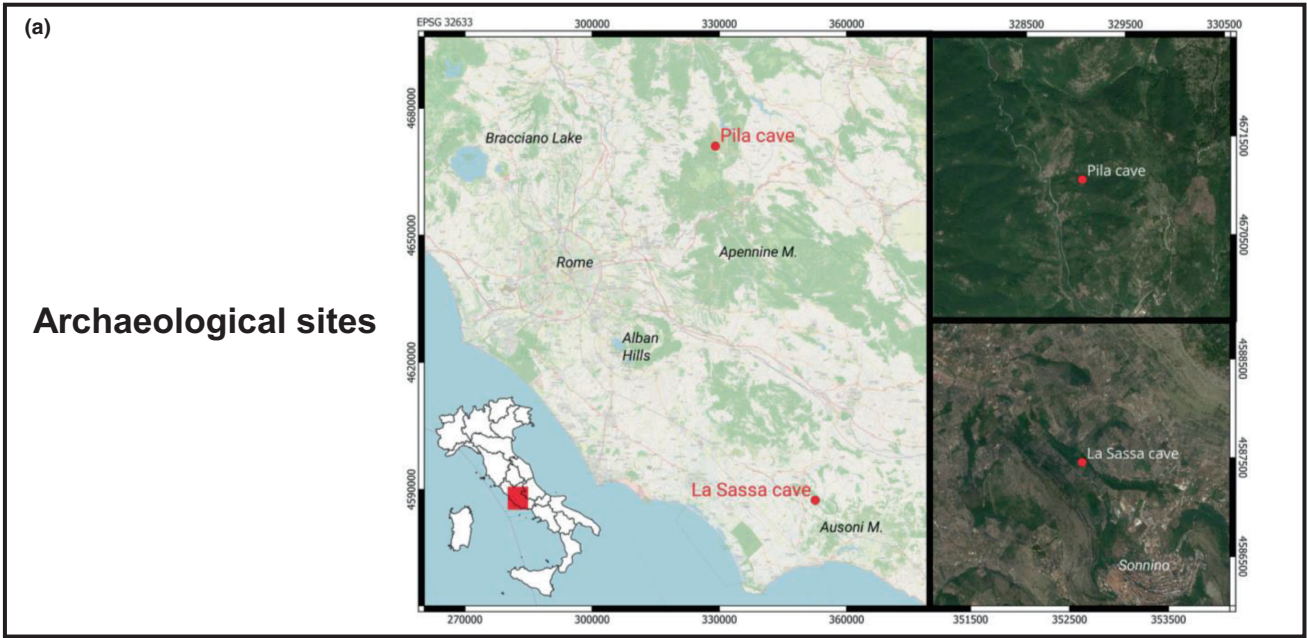 (a)
Archaeological sites
EPSG 32633
300000
330000
360000
4680000
4650000
4620000
4590000
Bracciano Lake
Pila cave
Rome
Apennine M.
Alban
Hills
La Sassa cave
Ausoni M.
270000
300000
330000
360000
328500
329500
330500
Pila cave
4671500
4670500
La Sassa cave
Sonnino
4588500
4587500
4586500
351500
352500
353500